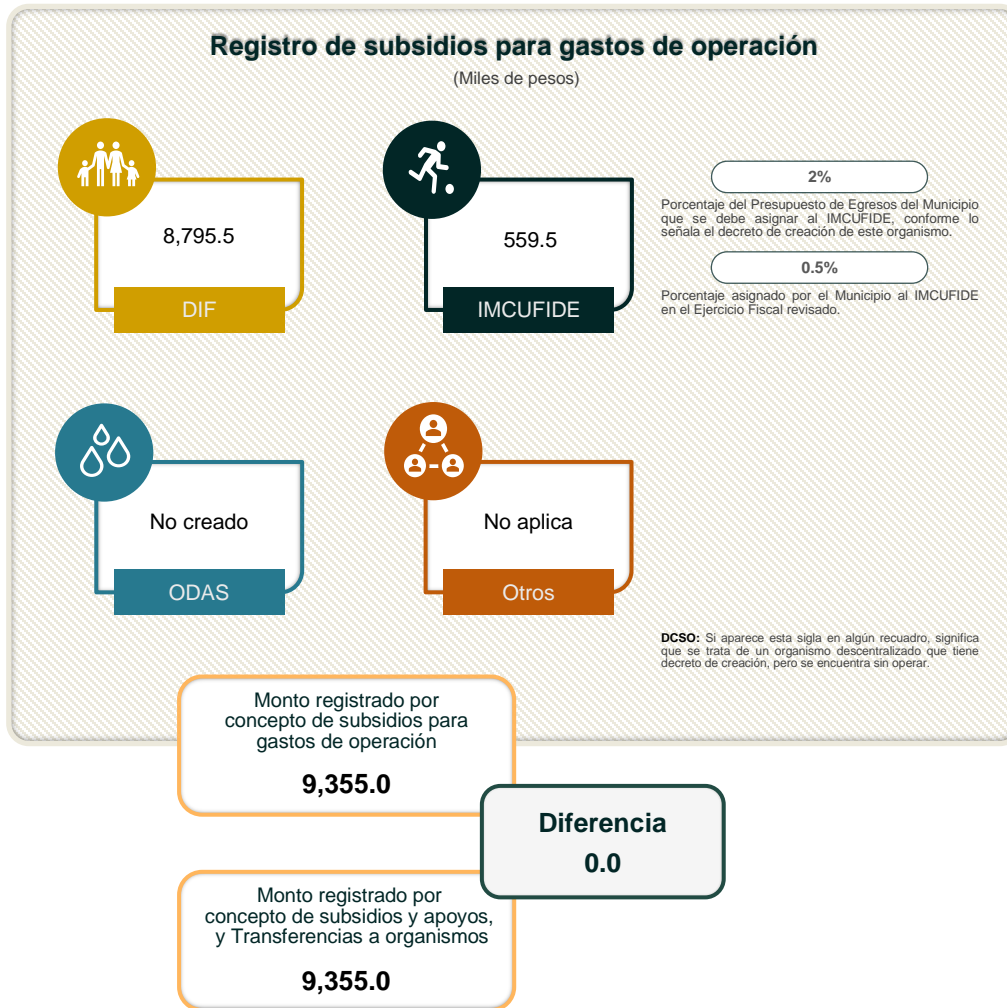 Registro de subsidios para gastos de operación
(Miles de pesos)
8,795.5
DIF
559.5
IMCUFIDE
2%
Porcentaje del Presupuesto de Egresos del Municipio
que se debe asignar al IMCUFIDE, conforme lo
señala el decreto de creación de este organismo.
0.5%
Porcentaje asignado por el Municipio al IMCUFIDE
en el Ejercicio Fiscal revisado.
No creado
ODAS
No aplica
Otros
DCSO: Si aparece esta sigla en algún recuadro, significa
que se trata de un organismo descentralizado que tiene
decreto de creación, pero se encuentra sin operar.
Monto registrado por
concepto de subsidios para
gastos de operación
9,355.0
Diferencia
0.0
Monto registrado por
concepto de subsidios y apoyos,
y Transferencias a organismos
9,355.0